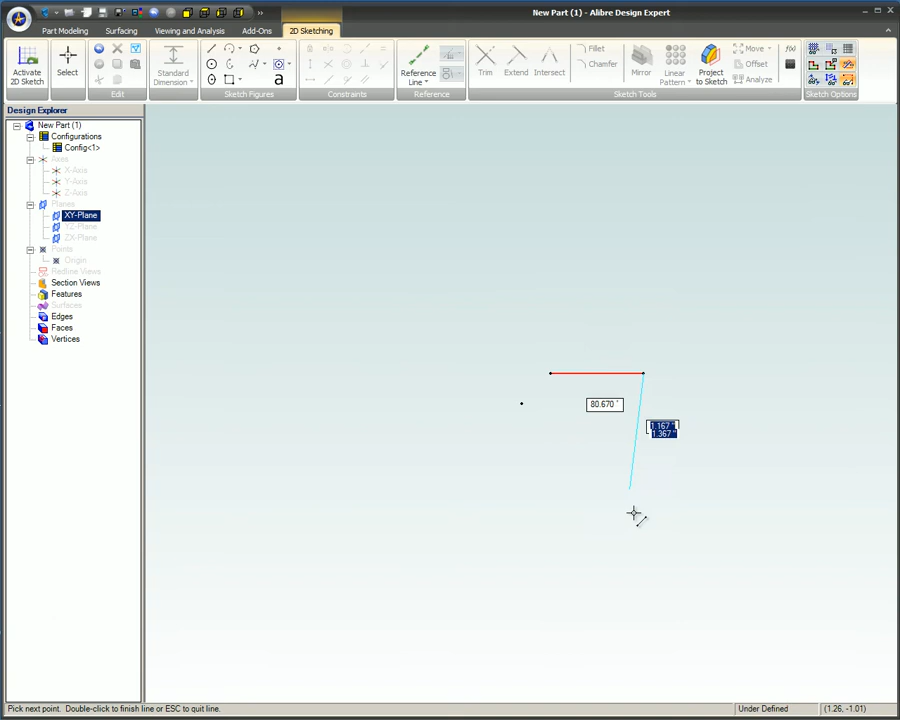 New Part (1) - Alibre Design Expert
Part Modeling Surfacing Viewing and Analysis Add-Ons 2D Sketching
Activate
2D Sketch
Select
Edit
Standard
Dimension
Sketch Figures
Constraints
Reference
Line
Reference
Trim Extend Intersect
Fillet
Chamfer
Mirror
Linear
Pattern
Project
to Sketch
Move
Offset
Analyze
f(x)
Sketch Tools
Sketch Options
Design Explorer
New Part (1)
Configurations
Config<1>
Axes
X-Axis
Y-Axis
Z-Axis
Planes
XY-Plane
YZ-Plane
ZX-Plane
Points
Origin
Redline Views
Section Views
Features
Surfaces
Edges
Faces
Vertices
80.670 °
1.167 "
1.367 "
Pick next point. Double-click to finish line or ESC to quit line.
Under Defined
(1.26, -1.01)